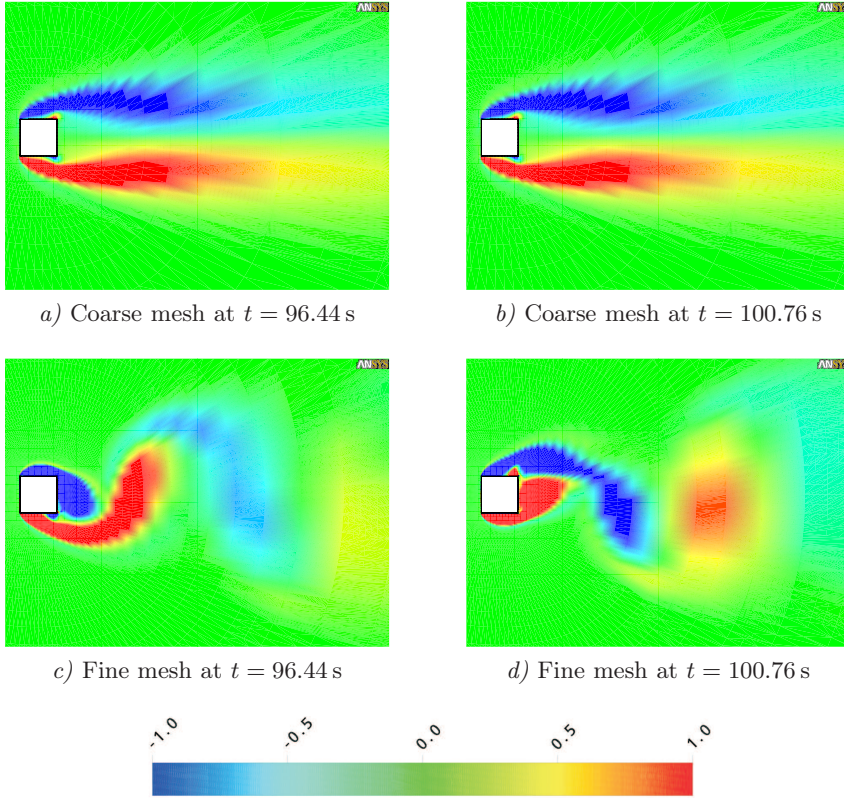 ANSYS
ANSYS
a) Coarse mesh at t = 96.44 s
b) Coarse mesh at t = 100.76 s
ANSYS
ANSYS
c) Fine mesh at t = 96.44 s
d) Fine mesh at t = 100.76 s
-1.0
-0.5
0.0
0.5
1.0